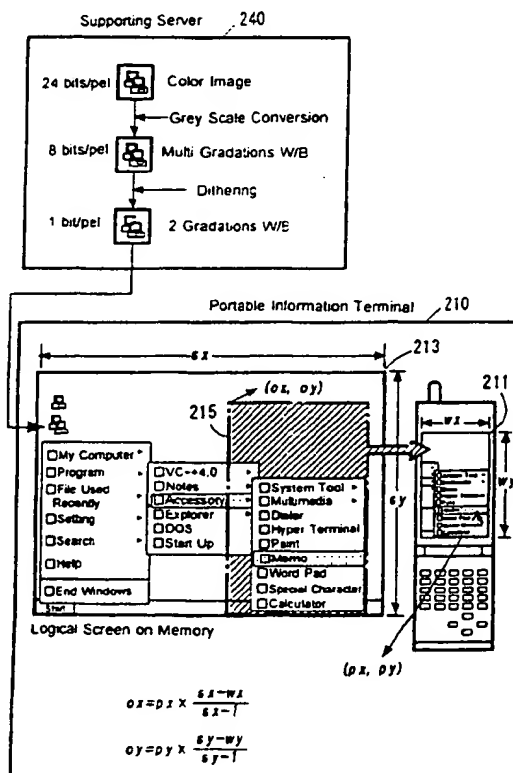 Supporting Server
240
24 bits/pel
Color Image
Grey Scale Conversion
8 bits/pel
Multi Gradations W/B
Dithering
1 bit/pel
2 Gradations W/B
Portable Information Terminal
210
sx
213
(ox, oy)
215
211
wx
wy
sy
My Computer
Program
File Used
Recently
Setting
Search
Help
End Windows
Start
VC-+4.0
Notes
Accessory
Explorer
DOS
Start Up
System Tool
Multimedia
Dialer
Hyper Terminal
Paint
Memo
Word Pad
Special Character
Calculator
Logical Screen on Memory
(px, py)
ox=px × sx-wx / sx-1
oy=py × sy-wy / sy-1